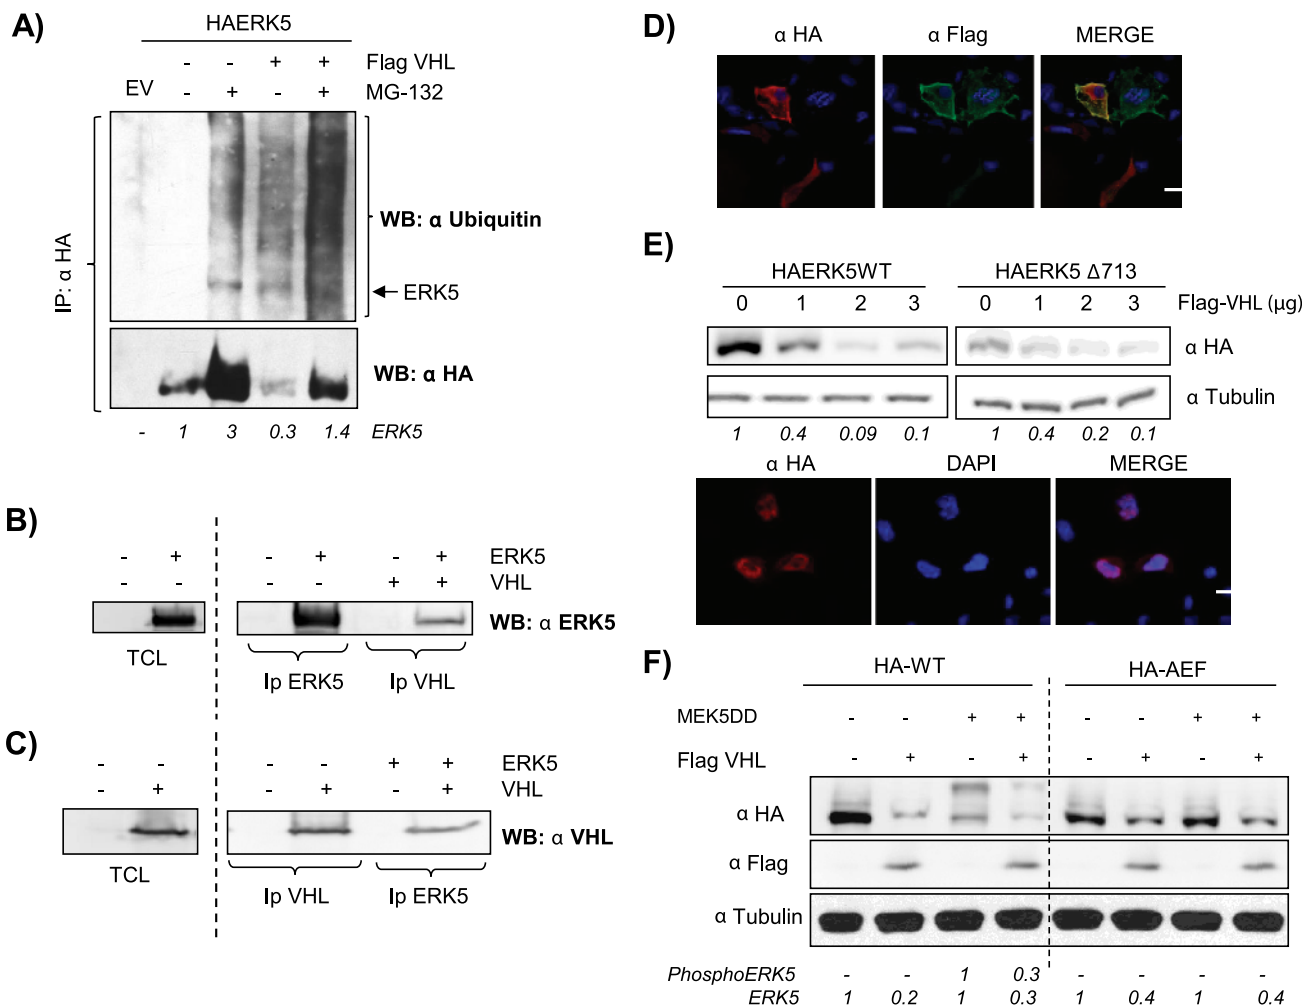 A)
HAERK5
- - + + Flag VHL
EV - + - + MG-132
IP: α HA
WB: α Ubiquitin
ERK5
WB: α HA
- 1 3 0.3 1.4 ERK5
B)
- + - + - + ERK5
- - - - + + VHL
WB: α ERK5
TCL
Ip ERK5
Ip VHL
C)
- - - - + + ERK5
- + - + - + VHL
WB: α VHL
TCL
Ip VHL
Ip ERK5
D)
α HA
α Flag
MERGE
E)
HAERK5WT
HAERK5 Δ713
0 1 2 3 0 1 2 3 Flag-VHL (µg)
α HA
α Tubulin
1 0.4 0.09 0.1 1 0.4 0.2 0.1
α HA
DAPI
MERGE
F)
HA-WT
HA-AEF
MEK5DD - - + + - - + +
Flag VHL - + - + - + - +
α HA
α Flag
α Tubulin
PhosphoERK5 - - 1 0.3 - - - -
ERK5 1 0.2 1 0.3 1 0.4 1 0.4